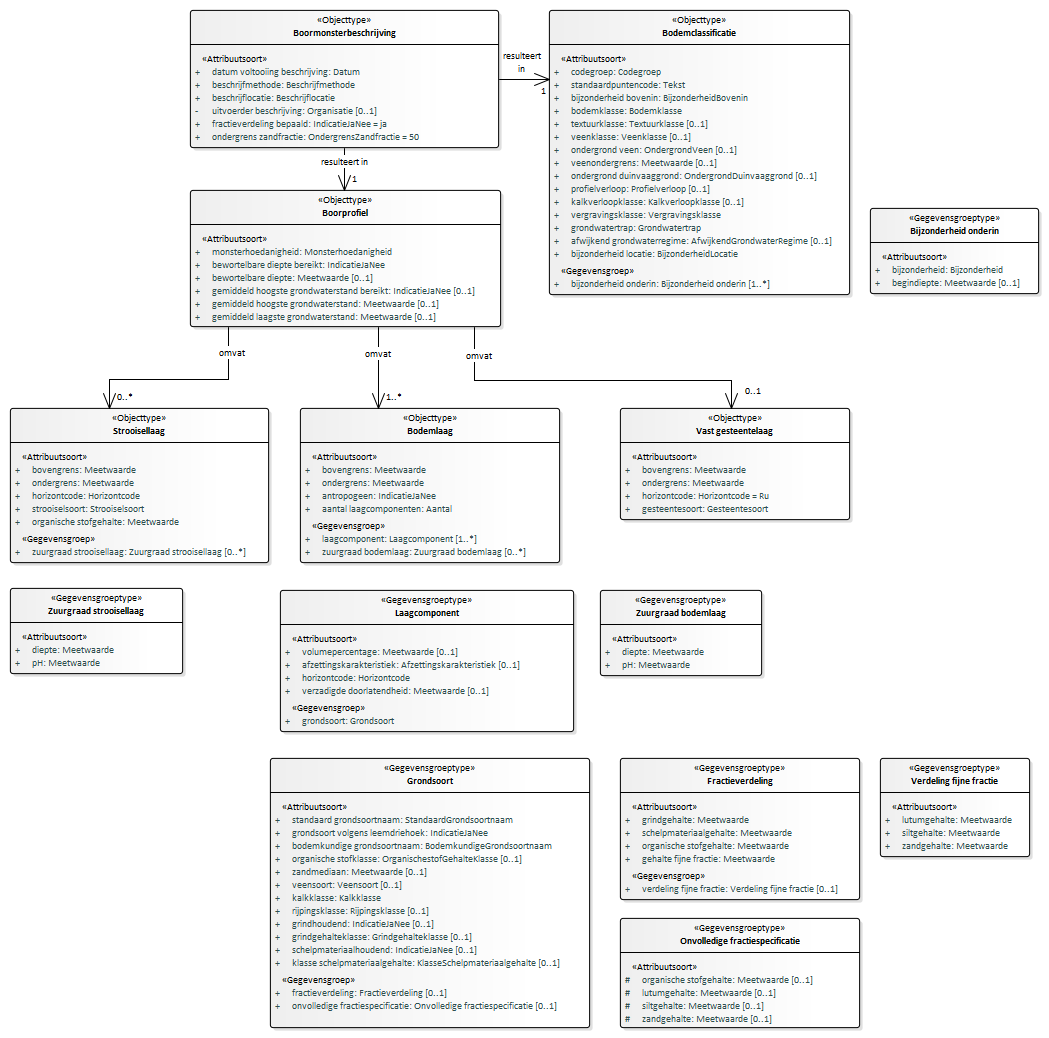 «Objecttype»
Boormonsterbeschrijving
«Attribuutsoort»
+ datum voltooiing beschrijving: Datum
+ beschrijfmethode: Beschrijfmethode
+ beschrijflocatie: Beschrijflocatie
- uitvoerder beschrijving: Organisatie [0..1]
+ fractieverdeling bepaald: IndicatieJaNee = ja
+ ondergrens zandfractie: OndergrensZandfractie = 50
resulteert
in
1
«Objecttype»
Bodemclassificatie
«Attribuutsoort»
+ codegroep: Codegroep
+ standaardpuntencode: Tekst
+ bijzonderheid bovenin: BijzonderheidBovenin
+ bodemklasse: Bodemklasse
+ textuurklasse: Textuurklasse [0..1]
+ veenklasse: Veenklasse [0..1]
+ ondergrond veen: OndergrondVeen [0..1]
+ veenondergrens: Meetwaarde [0..1]
+ ondergrond duinvaaggrond: OndergrondDuinvaaggrond [0..1]
+ profielverloop: Profielverloop [0..1]
+ kalkverloopklasse: Kalkverloopklasse [0..1]
+ vergravingsklasse: Vergravingsklasse
+ grondwatertrap: Grondwatertrap
+ afwijkend grondwaterregime: AfwijkendGrondwaterRegime [0..1]
+ bijzonderheid locatie: BijzonderheidLocatie
«Gegevensgroep»
+ bijzonderheid onderin: Bijzonderheid onderin [1..*]
«Gegevensgroeptype»
Bijzonderheid onderin
«Attribuutsoort»
+ bijzonderheid: Bijzonderheid
+ begindiepte: Meetwaarde [0..1]
resulteert in
1
«Objecttype»
Boorprofiel
«Attribuutsoort»
+ monsterhoedanigheid: Monsterhoedanigheid
+ bewortelbare diepte bereikt: IndicatieJaNee
+ bewortelbare diepte: Meetwaarde [0..1]
+ gemiddeld hoogste grondwaterstand bereikt: IndicatieJaNee [0..1]
+ gemiddeld hoogste grondwaterstand: Meetwaarde [0..1]
+ gemiddeld laagste grondwaterstand: Meetwaarde [0..1]
omvat
omvat
omvat
0..*
1..*
0..1
«Objecttype»
Strooisellaag
«Attribuutsoort»
+ bovengrens: Meetwaarde
+ ondergrens: Meetwaarde
+ horizontcode: Horizontcode
+ strooiselsoort: Strooiselsoort
+ organische stofgehalte: Meetwaarde
«Gegevensgroep»
+ zuurgraad strooisellaag: Zuurgraad strooisellaag [0..*]
«Objecttype»
Bodemlaag
«Attribuutsoort»
+ bovengrens: Meetwaarde
+ ondergrens: Meetwaarde
+ antropogeen: IndicatieJaNee
+ aantal laagcomponenten: Aantal
«Gegevensgroep»
+ laagcomponent: Laagcomponent [1..*]
+ zuurgraad bodemlaag: Zuurgraad bodemlaag [0..*]
«Objecttype»
Vast gesteentelaag
«Attribuutsoort»
+ bovengrens: Meetwaarde
+ ondergrens: Meetwaarde
+ horizontcode: Horizontcode = Ru
+ gesteentesoort: Gesteentesoort
«Gegevensgroeptype»
Zuurgraad strooisellaag
«Attribuutsoort»
+ diepte: Meetwaarde
+ pH: Meetwaarde
«Gegevensgroeptype»
Laagcomponent
«Attribuutsoort»
+ volumepercentage: Meetwaarde [0..1]
+ afzettingskarakteristiek: Afzettingskarakteristiek [0..1]
+ horizontcode: Horizontcode
+ verzadigde doorlatendheid: Meetwaarde [0..1]
«Gegevensgroep»
+ grondsoort: Grondsoort
«Gegevensgroeptype»
Zuurgraad bodemlaag
«Attribuutsoort»
+ diepte: Meetwaarde
+ pH: Meetwaarde
«Gegevensgroeptype»
Grondsoort
«Attribuutsoort»
+ standaard grondsoortnaam: StandaardGrondsoortnaam
+ grondsoort volgens leemdriehoek: IndicatieJaNee
+ bodemkundige grondsoortnaam: BodemkundigeGrondsoortnaam
+ organische stofklasse: OrganischestofGehalteKlasse [0..1]
+ zandmediaan: Meetwaarde [0..1]
+ veensoort: Veensoort [0..1]
+ kalkklasse: Kalkklasse
+ rijpingsklasse: Rijpingsklasse [0..1]
+ grindhoudend: IndicatieJaNee [0..1]
+ grindgehalteklasse: Grindgehalteklasse [0..1]
+ schelpmateriaalhoudend: IndicatieJaNee [0..1]
+ klasse schelpmateriaalgehalte: KlasseSchelpmateriaalgehalte [0..1]
«Gegevensgroep»
+ fractieverdeling: Fractieverdeling [0..1]
+ onvolledige fractiespecificatie: Onvolledige fractiespecificatie [0..1]
«Gegevensgroeptype»
Fractieverdeling
«Attribuutsoort»
+ grindgehalte: Meetwaarde
+ schelpmateriaalgehalte: Meetwaarde
+ organische stofgehalte: Meetwaarde
+ gehalte fijne fractie: Meetwaarde
«Gegevensgroep»
+ verdeling fijne fractie: Verdeling fijne fractie [0..1]
«Gegevensgroeptype»
Verdeling fijne fractie
«Attribuutsoort»
+ lutumgehalte: Meetwaarde
+ siltgehalte: Meetwaarde
+ zandgehalte: Meetwaarde
«Gegevensgroeptype»
Onvolledige fractiespecificatie
«Attribuutsoort»
# organische stofgehalte: Meetwaarde [0..1]
# lutumgehalte: Meetwaarde [0..1]
# siltgehalte: Meetwaarde [0..1]
# zandgehalte: Meetwaarde [0..1]